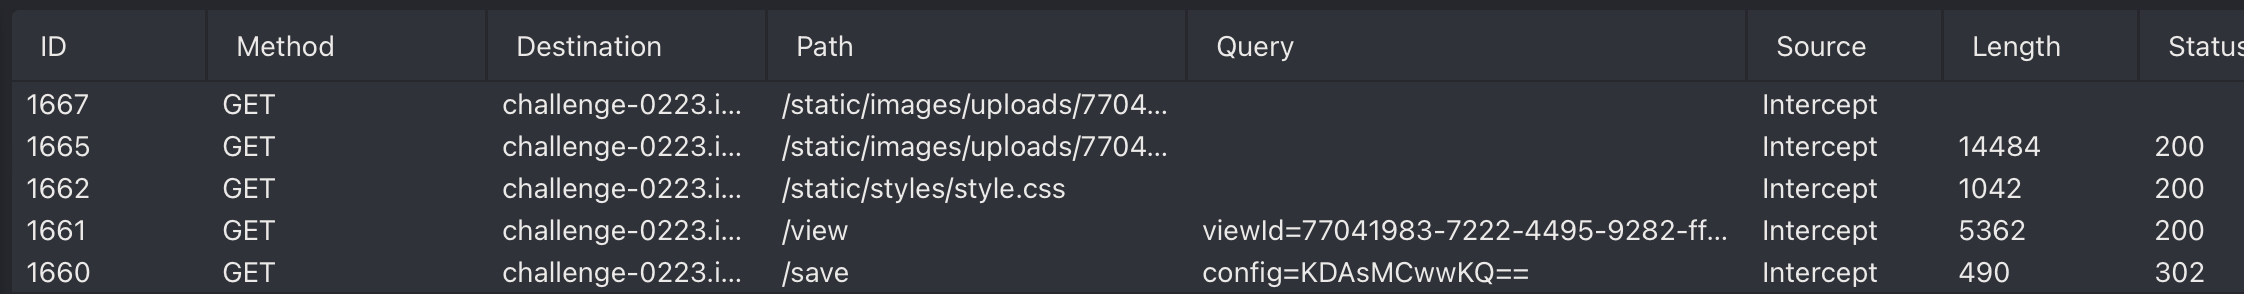 ID Method Destination Path Query Source Length Status
1667 GET challenge-0223.i... /static/images/uploads/7704... Intercept
1665 GET challenge-0223.i... /static/images/uploads/7704... Intercept 14484 200
1662 GET challenge-0223.i... /static/styles/style.css Intercept 1042 200
1661 GET challenge-0223.i... /view viewId=77041983-7222-4495-9282-ff... Intercept 5362 200
1660 GET challenge-0223.i... /save config=KDAsMCwwKQ== Intercept 490 302